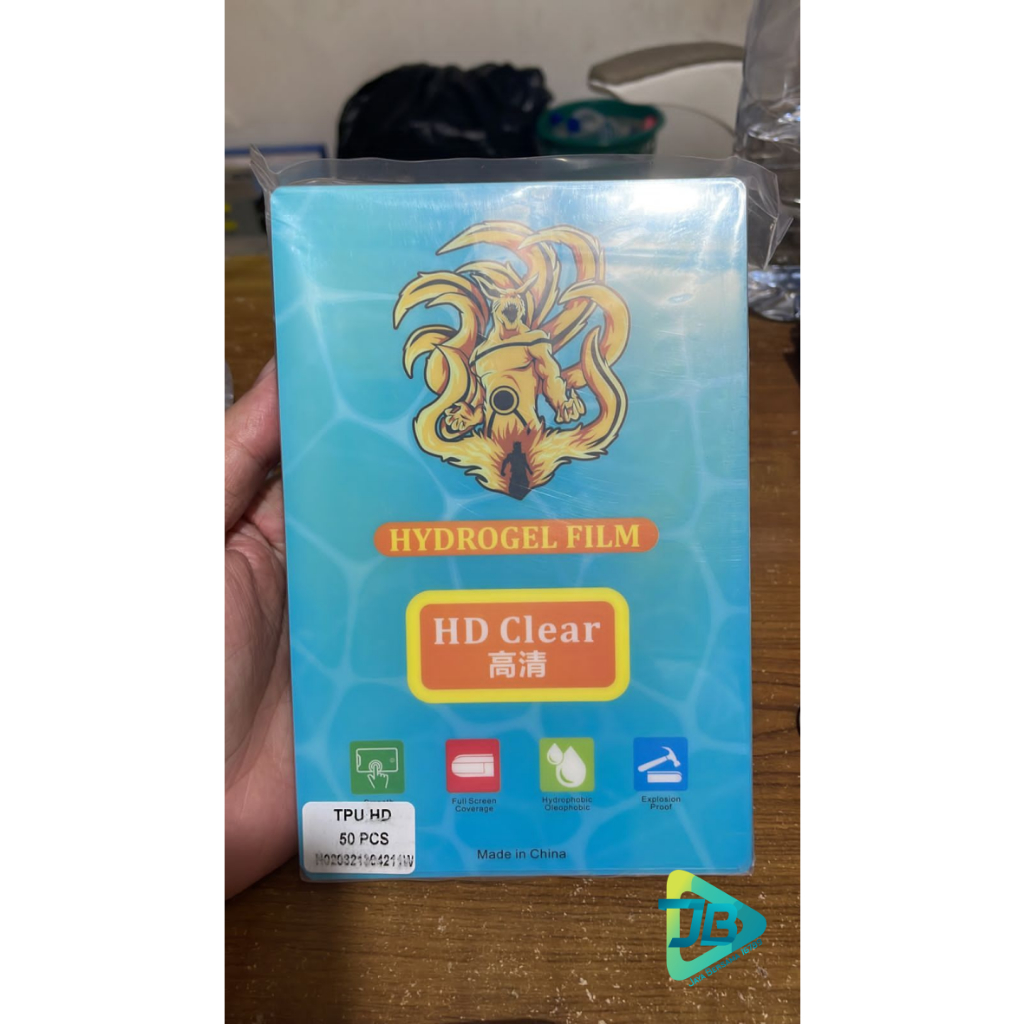 HYDROGEL FILM
HD Clear
高清
Full Screen
Coverage
Hydrophobic
Oleophobic
Explosion
Proof
TPU HD
50 PCS
Made in China
JB